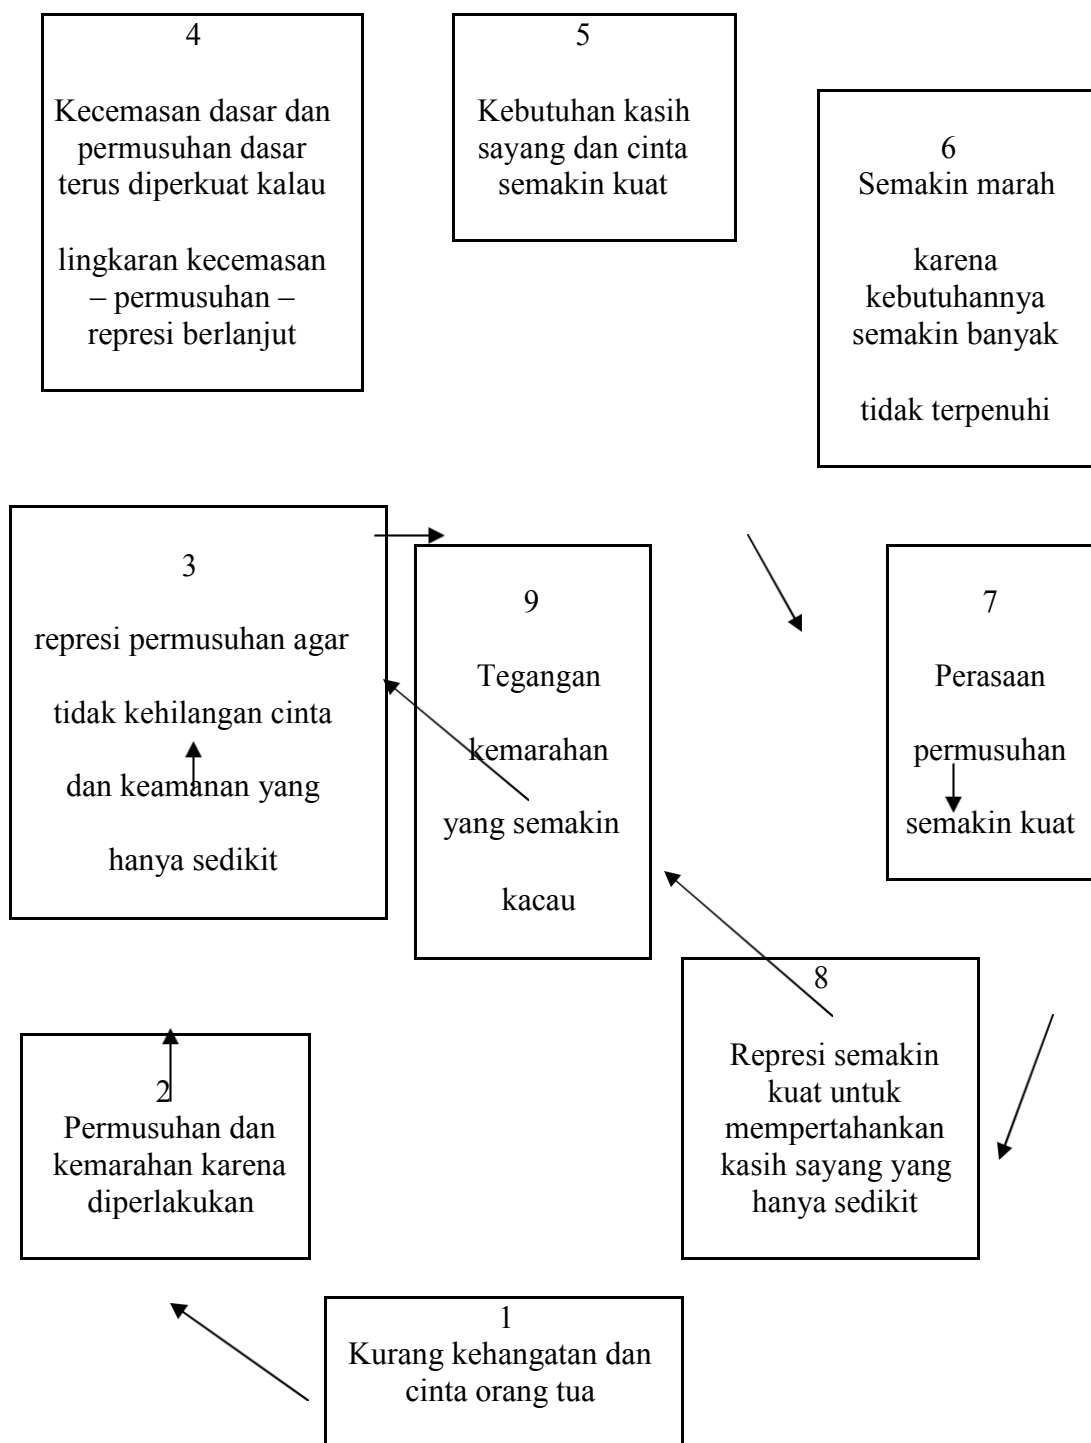 4
Kecemasan dasar dan
permusuhan dasar
terus diperkuat kalau
lingkaran kecemasan
– permusuhan –
represi berlanjut
5
Kebutuhan kasih
sayang dan cinta
semakin kuat
6
Semakin marah
karena
kebutuhannya
semakin banyak
tidak terpenuhi
3
represi permusuhan agar
tidak kehilangan cinta
dan keamanan yang
hanya sedikit
9
Tegangan
kemarahan
yang semakin
kacau
7
Perasaan
permusuhan
semakin kuat
8
Represi semakin
kuat untuk
mempertahankan
kasih sayang yang
hanya sedikit
2
Permusuhan dan
kemarahan karena
diperlakukan
1
Kurang kehangatan dan
cinta orang tua